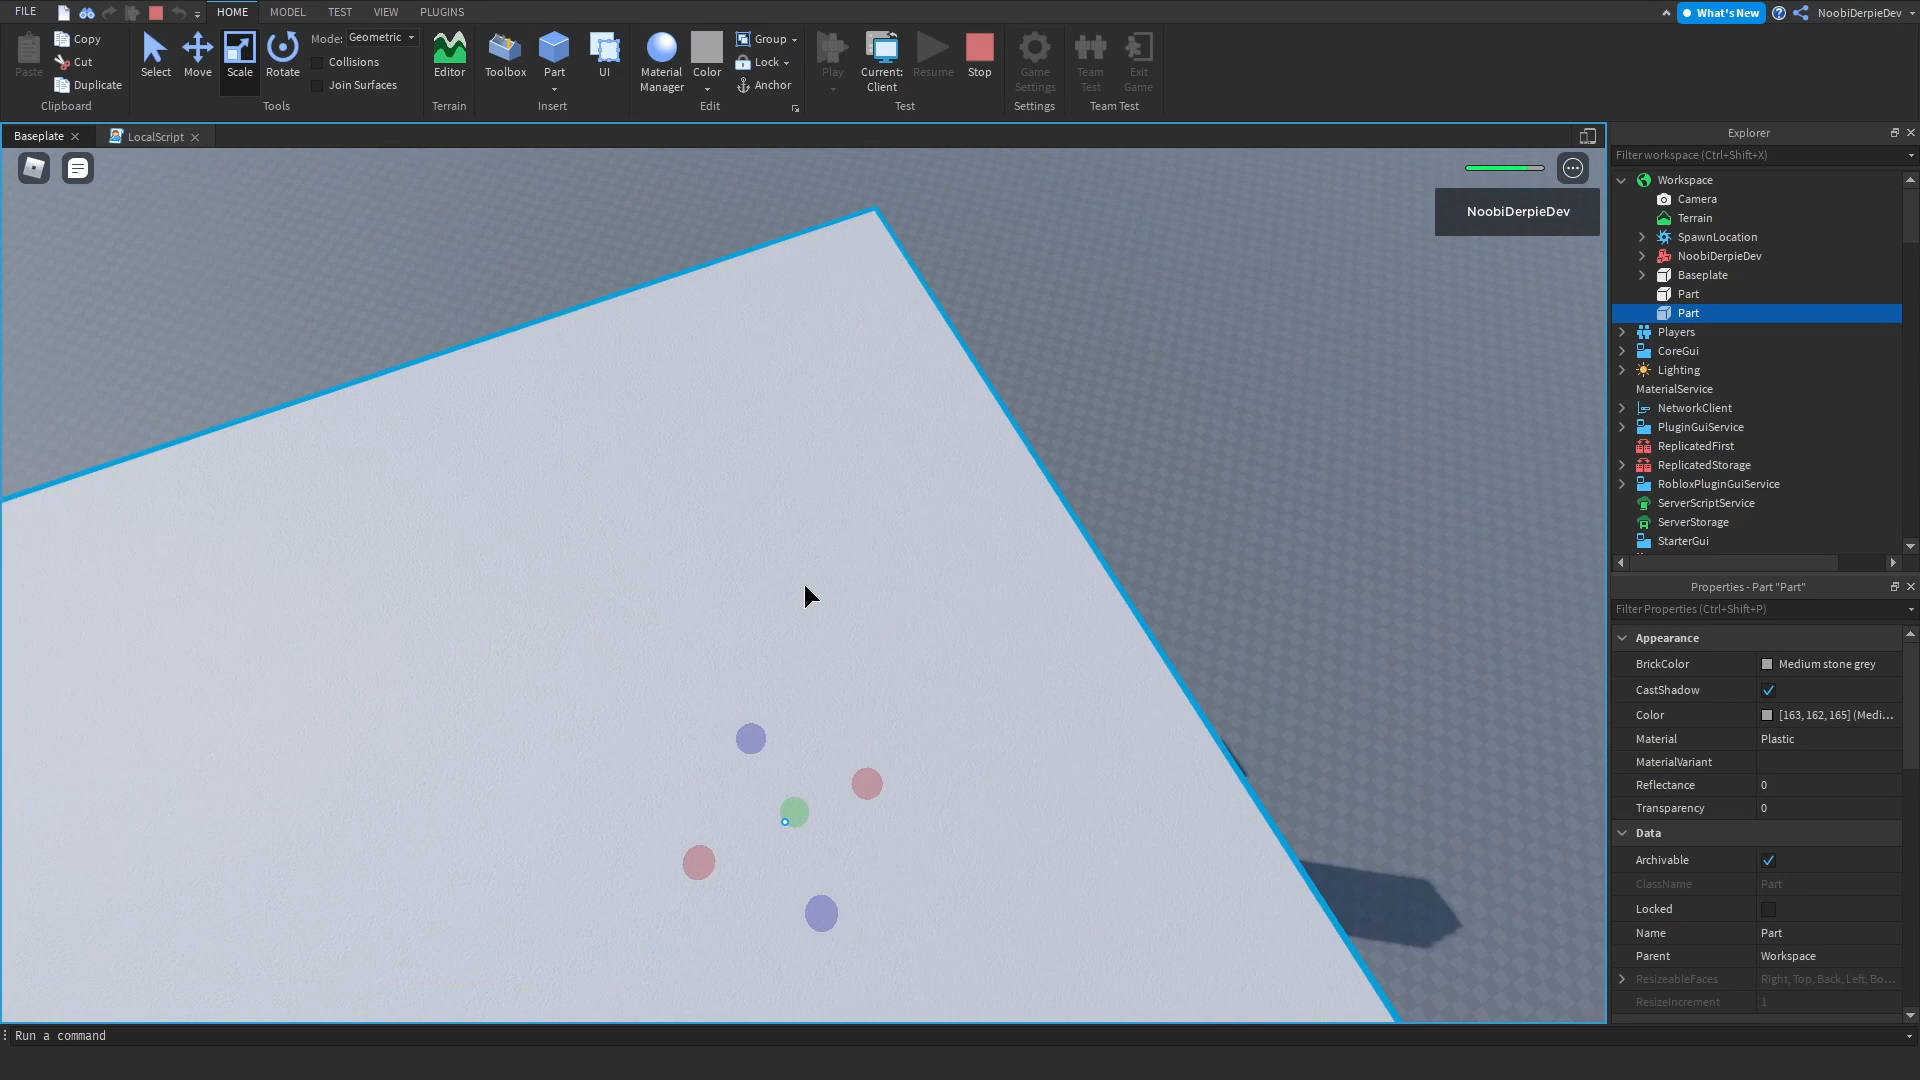 FILE
HOME
MODEL
TEST
VIEW
PLUGINS
What's New
NoobiDerpieDev
Paste
Copy
Cut
Duplicate
Clipboard
Select
Move
Scale
Rotate
Mode: Geometric
Collisions
Join Surfaces
Tools
Editor
Terrain
Toolbox
Part
UI
Insert
Material
Manager
Color
Group
Lock
Anchor
Edit
Play
Current:
Client
Resume
Stop
Test
Game
Settings
Settings
Team
Test
Exit
Game
Team Test
Baseplate
LocalScript
NoobiDerpieDev
Explorer
Filter workspace (Ctrl+Shift+X)
Workspace
Camera
Terrain
SpawnLocation
NoobiDerpieDev
Baseplate
Part
Part
Players
CoreGui
Lighting
MaterialService
NetworkClient
PluginGuiService
ReplicatedFirst
ReplicatedStorage
RobloxPluginGuiService
ServerScriptService
ServerStorage
StarterGui
Properties - Part "Part"
Filter Properties (Ctrl+Shift+P)
Appearance
BrickColor Medium stone grey
CastShadow
Color [163, 162, 165] (Medi...
Material Plastic
MaterialVariant
Reflectance 0
Transparency 0
Data
Archivable
ClassName Part
Locked
Name Part
Parent Workspace
ResizeableFaces Right, Top, Back, Left, Bo...
ResizeIncrement 1
Run a command